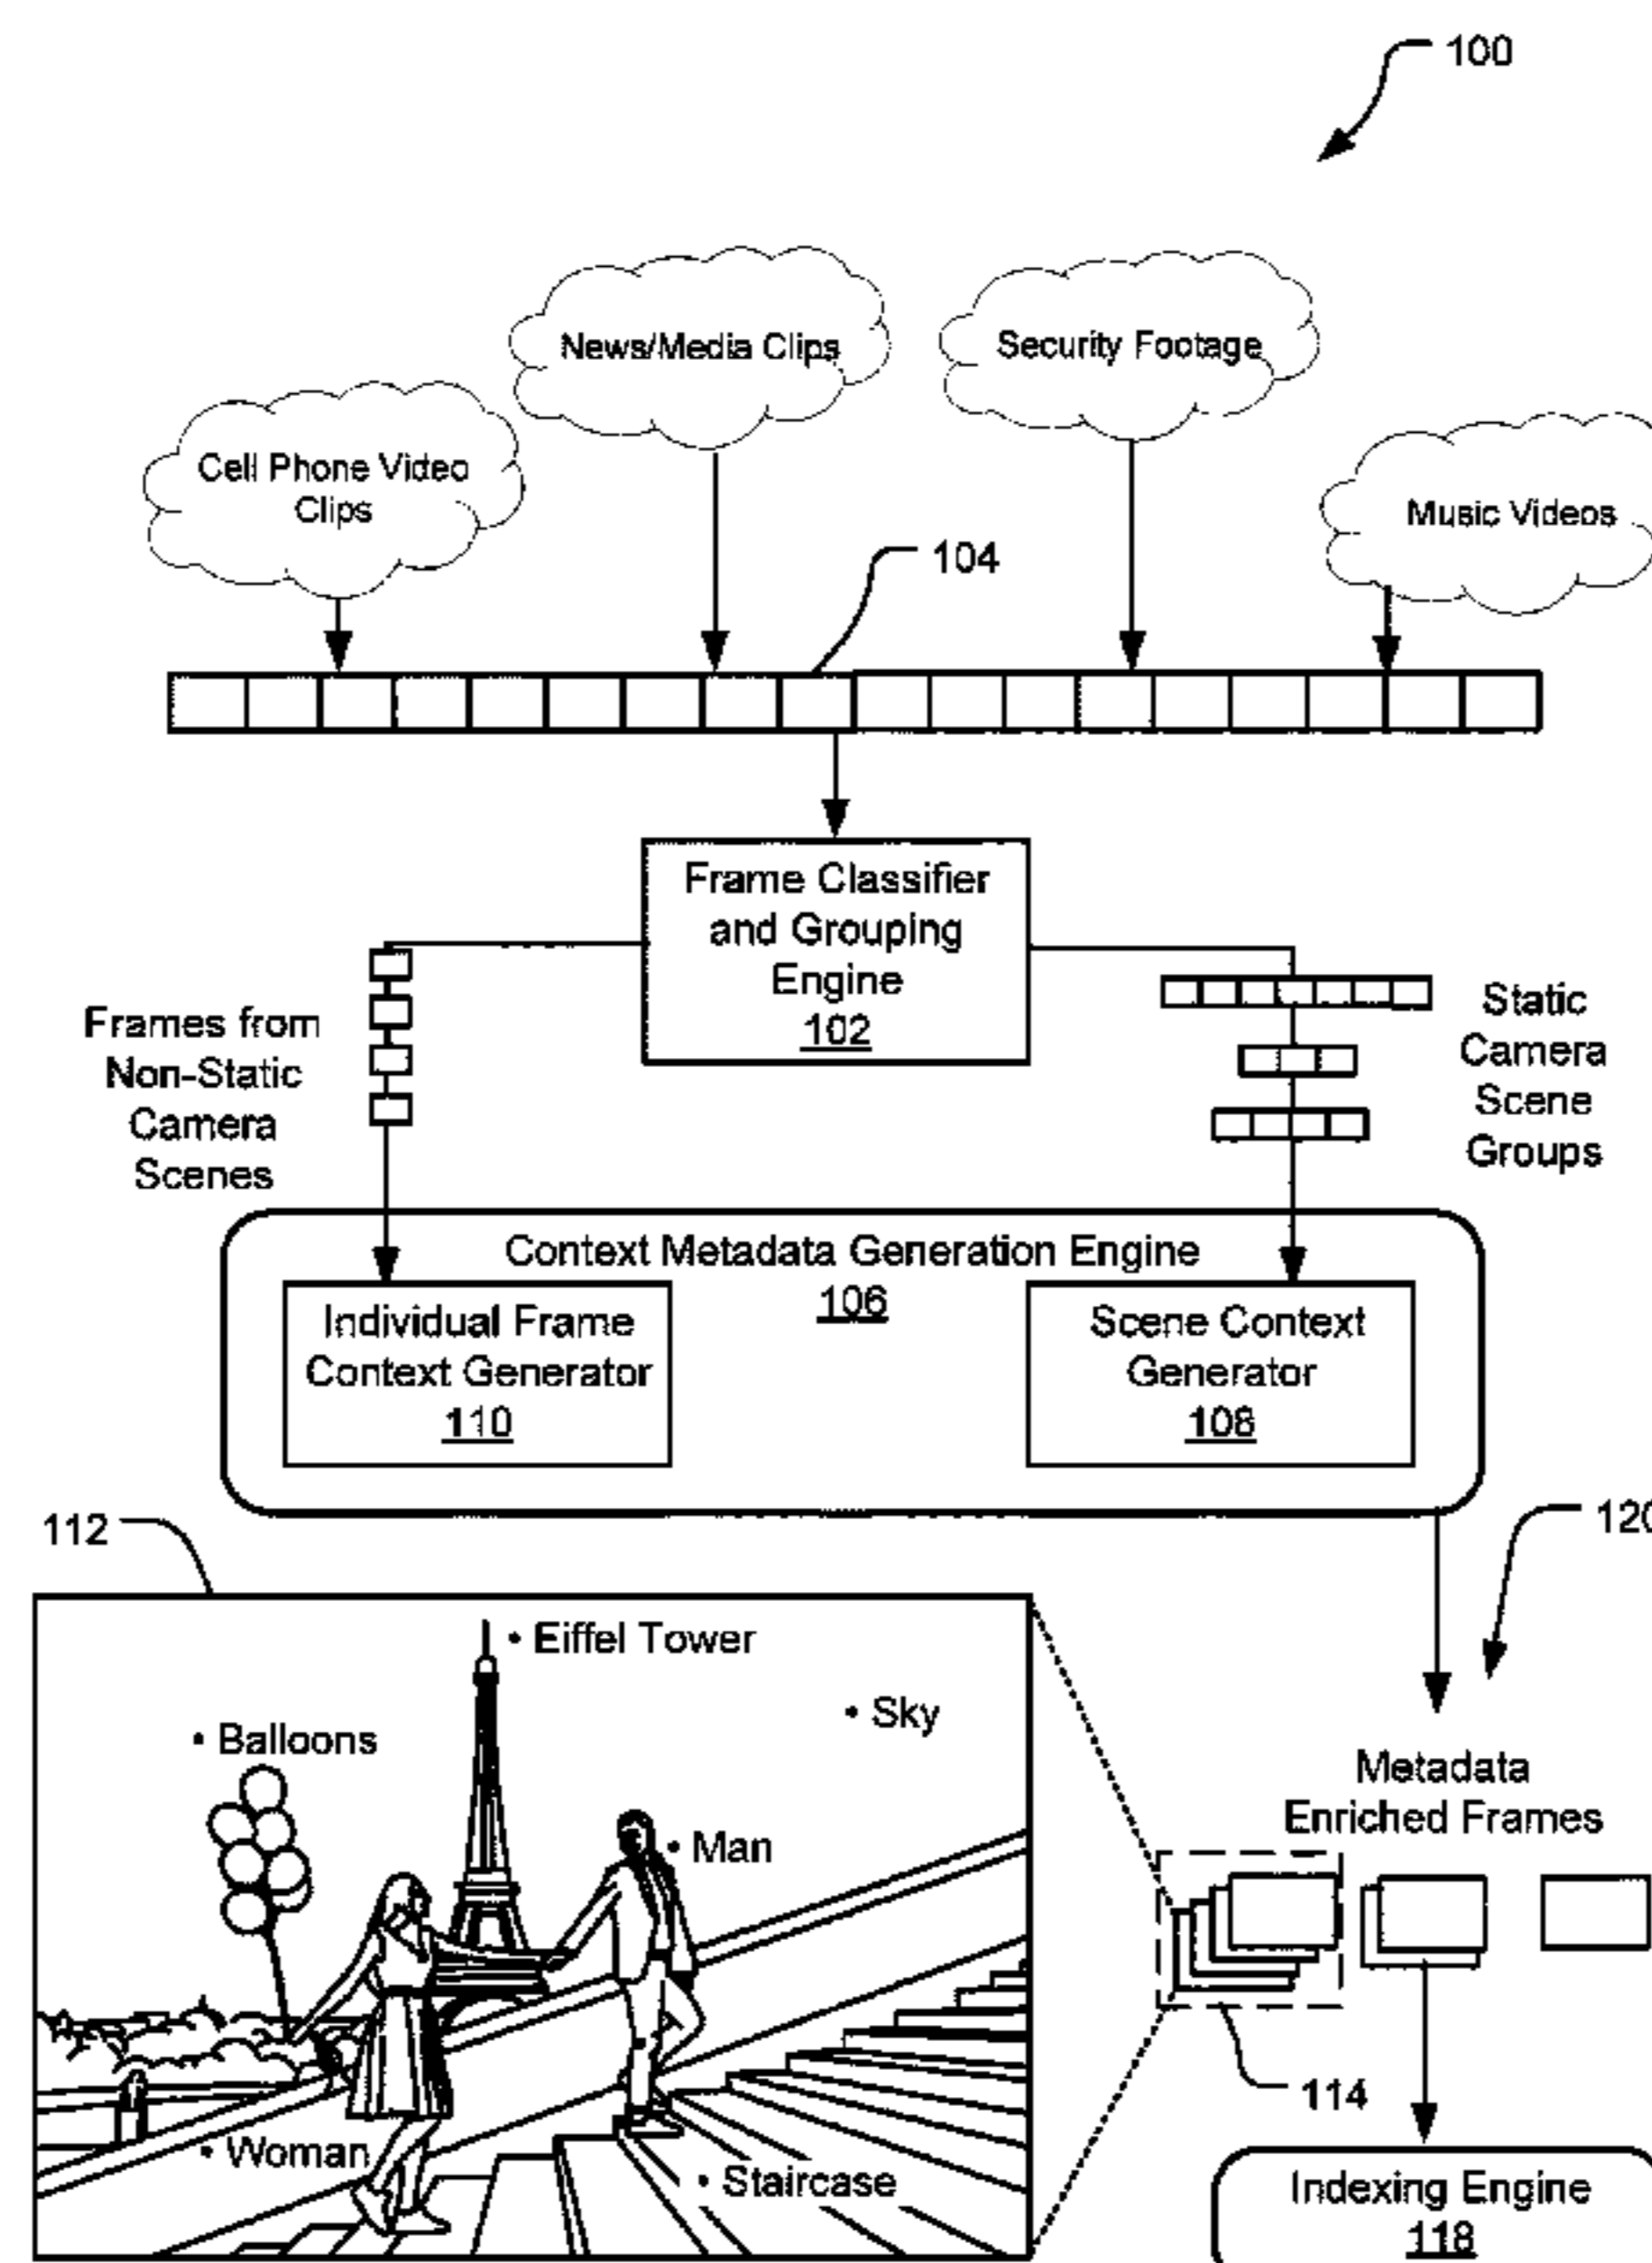 100
News/Media Clips
Security Footage
Cell Phone Video
Clips
Music Videos
104
Frame Classifier
and Grouping
Engine
102
Frames from
Non-Static
Camera
Scenes
Static
Camera
Scene
Groups
Context Metadata Generation Engine
106
Individual Frame
Context Generator
110
Scene Context
Generator
108
112
120
• Eiffel Tower
• Sky
• Balloons
• Man
• Woman
• Staircase
Metadata
Enriched Frames
114
Indexing Engine
118